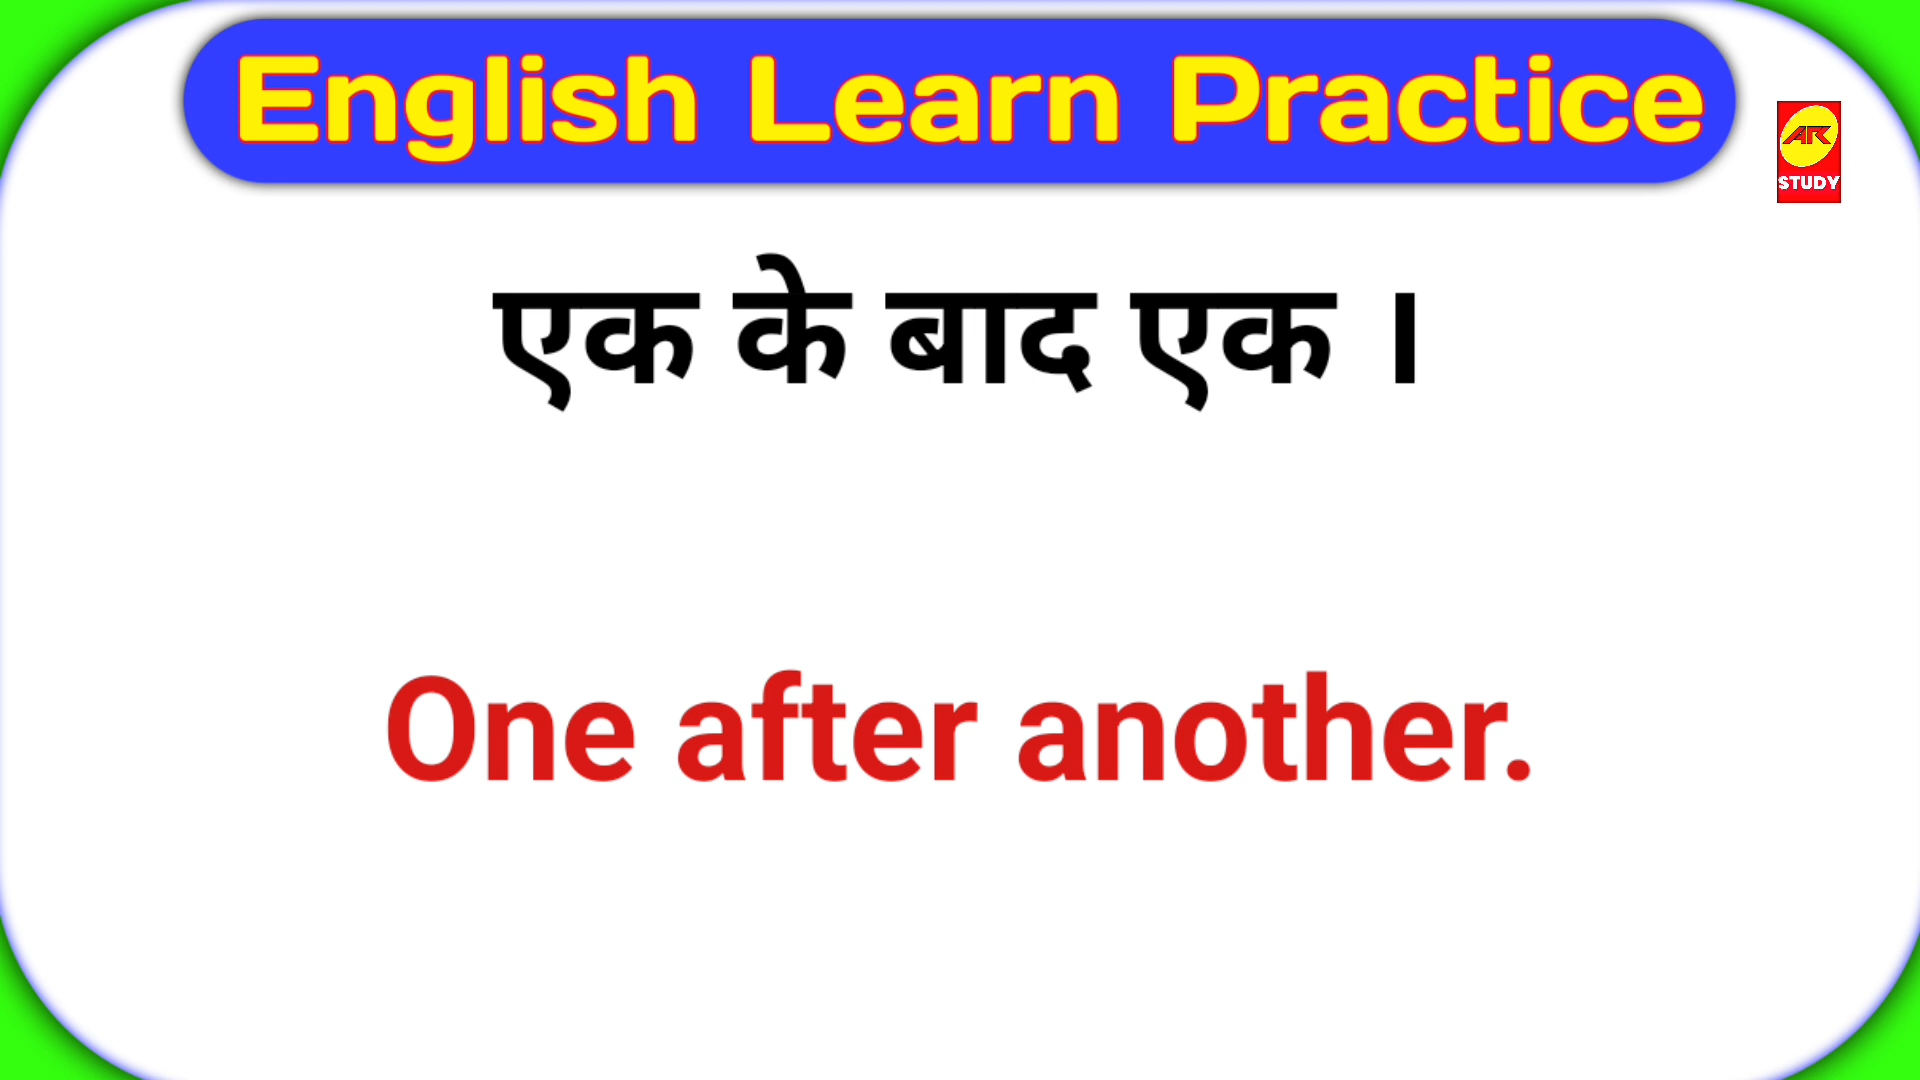 English Learn Practice
AR
STUDY
एक के बाद एक ।
One after another.